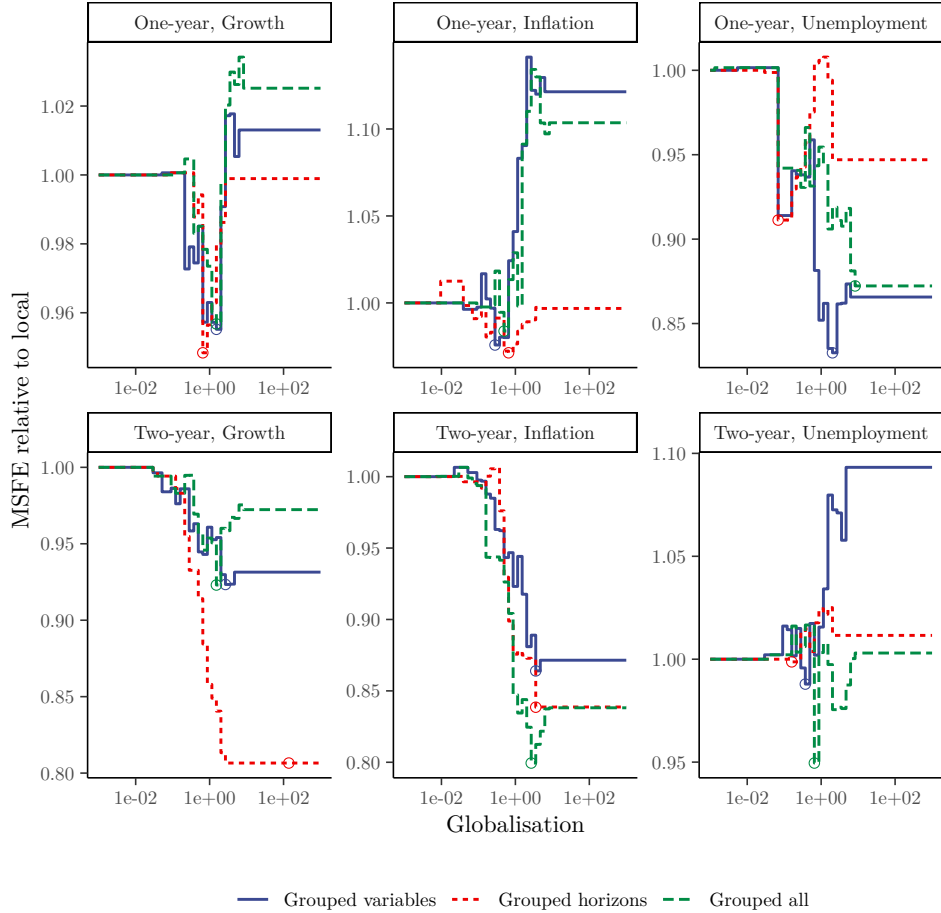 One-year, Growth
One-year, Inflation
One-year, Unemployment
1.02
1.00
0.98
0.96
1.10
1.05
1.00
1.00
0.95
0.90
0.85
1e-02 1e+00 1e+02
1e-02 1e+00 1e+02
1e-02 1e+00 1e+02
MSFE relative to local
Two-year, Growth
Two-year, Inflation
Two-year, Unemployment
1.00
0.95
0.90
0.85
0.80
1.00
0.95
0.90
0.85
0.80
1.10
1.05
1.00
0.95
1e-02 1e+00 1e+02
1e-02 1e+00 1e+02
1e-02 1e+00 1e+02
Globalisation
Grouped variables Grouped horizons Grouped all